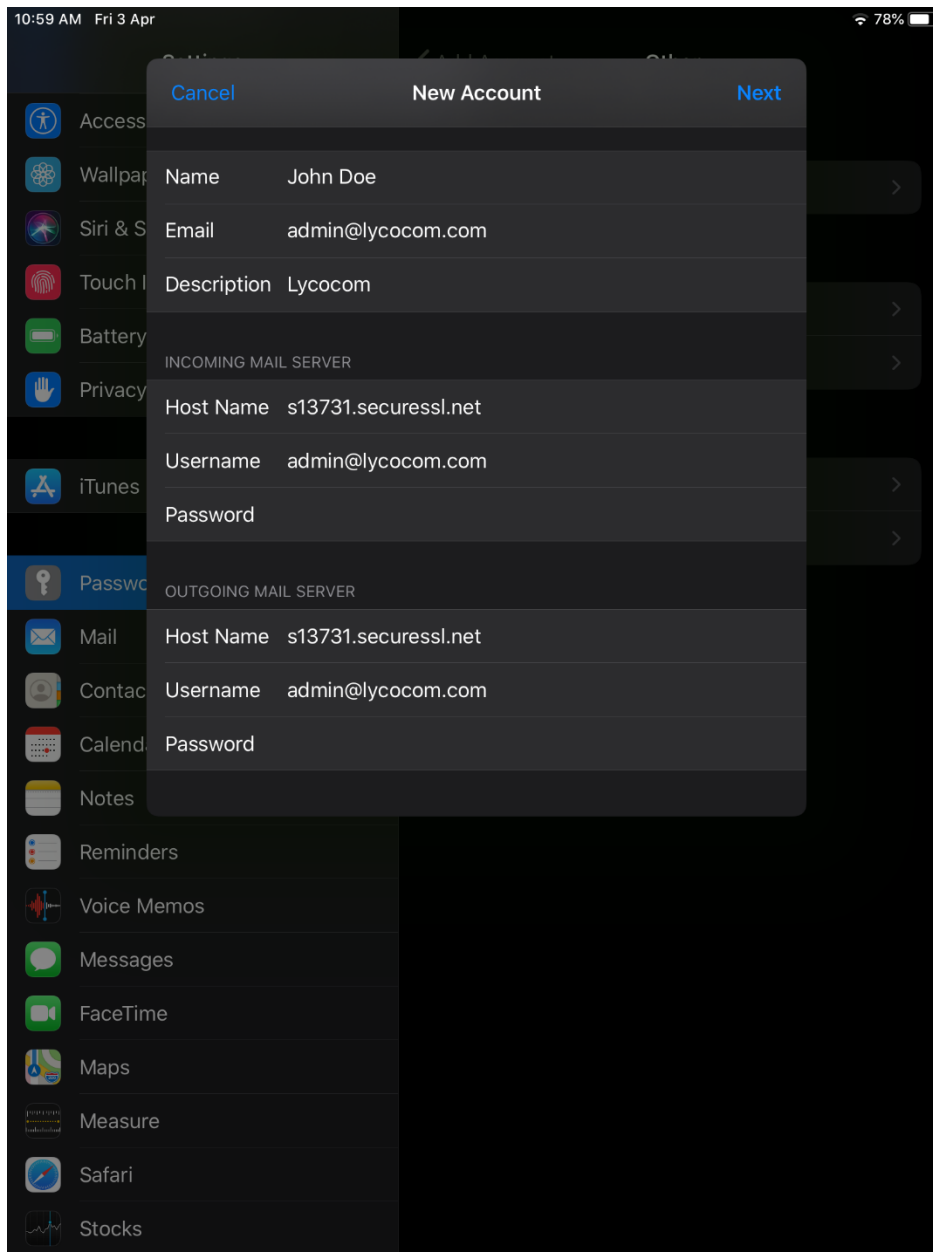 10:59 AM Fri 3 Apr
78%
Cancel
New Account
Next
Access
Name John Doe
Wallpap
Siri & S
Email admin@lycocom.com
Touch I
Description Lycocom
Battery
INCOMING MAIL SERVER
Privacy
Host Name s13731.securessl.net
Username admin@lycocom.com
iTunes
Password
Passwo
OUTGOING MAIL SERVER
Mail
Host Name s13731.securessl.net
Contac
Username admin@lycocom.com
Calend
Password
Notes
Reminders
Voice Memos
Messages
FaceTime
Maps
Measure
Safari
Stocks